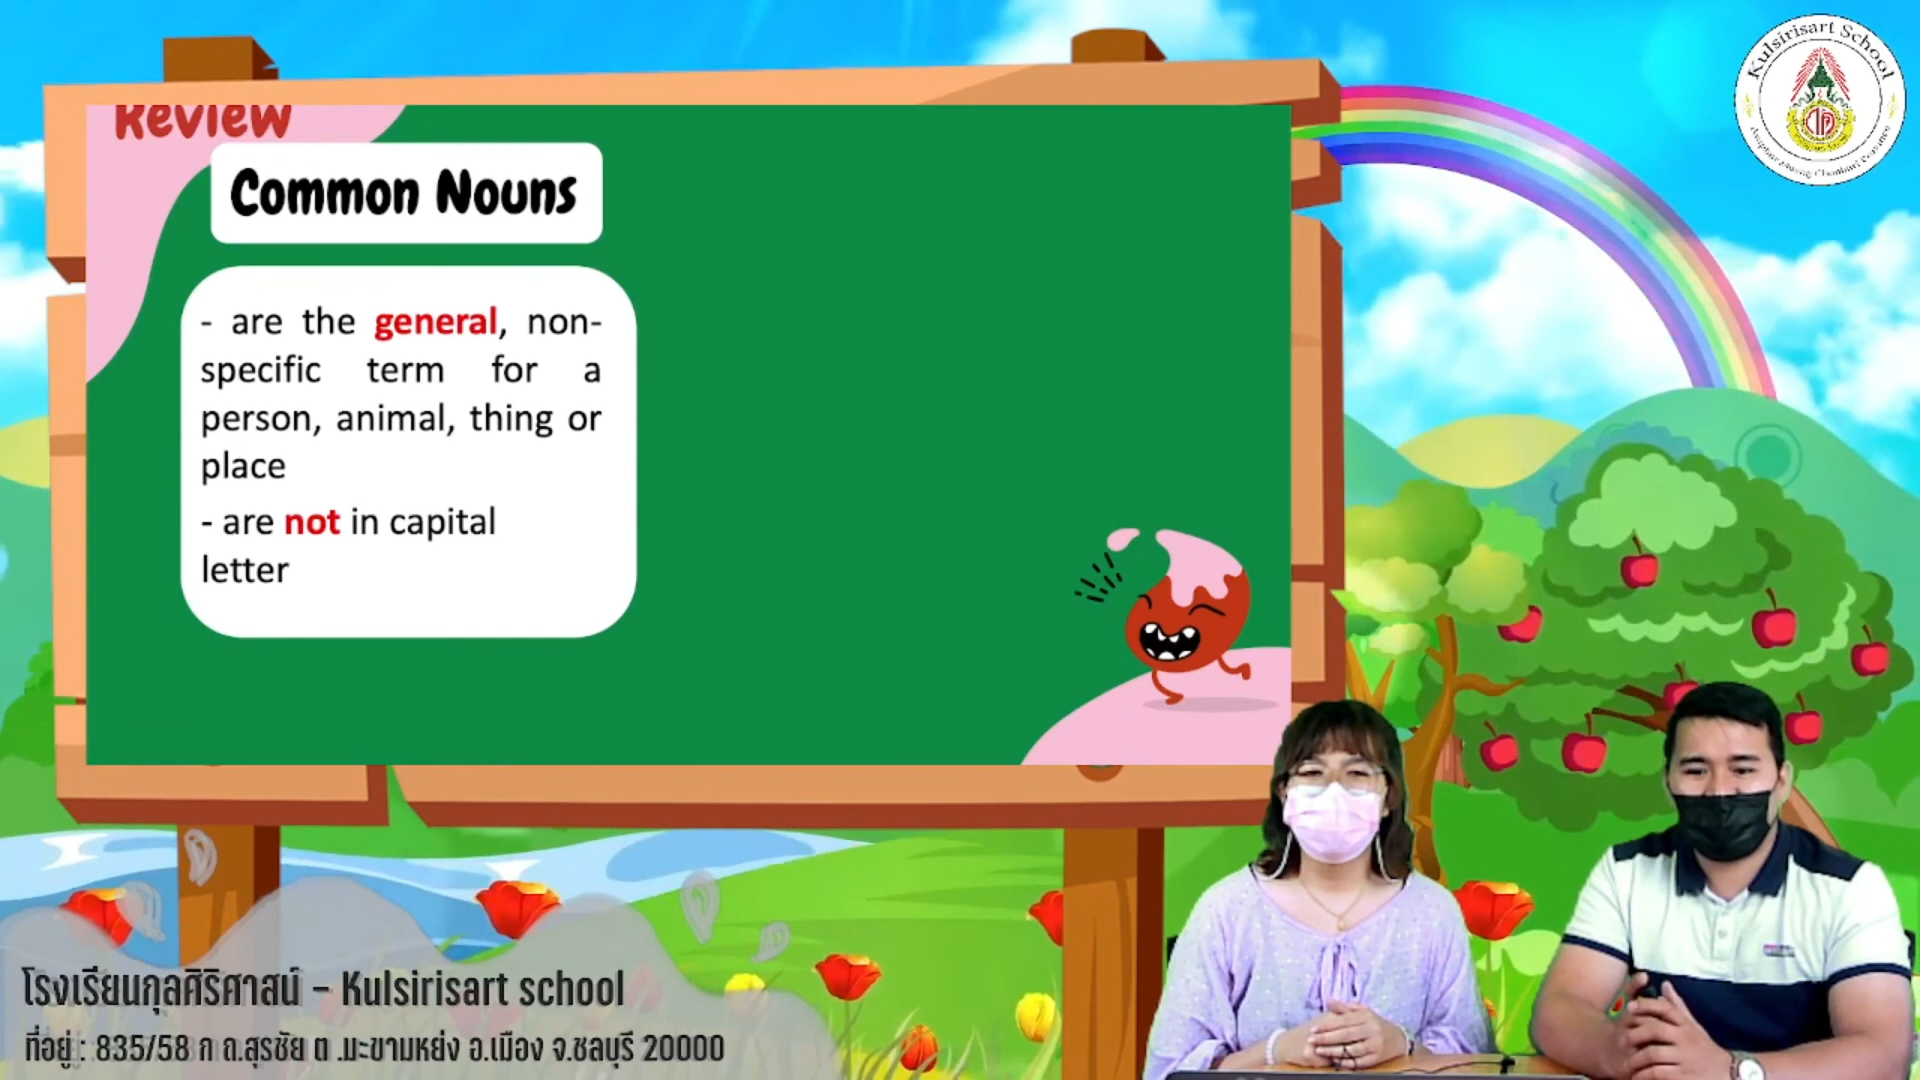 Review
Common Nouns
- are the general, non-
specific term for a
person, animal, thing or
place
- are not in capital
letter
Kulsirisart School
โรงเรียนกุลศิริศาสน์ - Kulsirisart school
ที่อยู่ : 835/58 ก ถ.สุรชัย ต .มะขามหย่ง อ.เมือง จ.ชลบุรี 20000